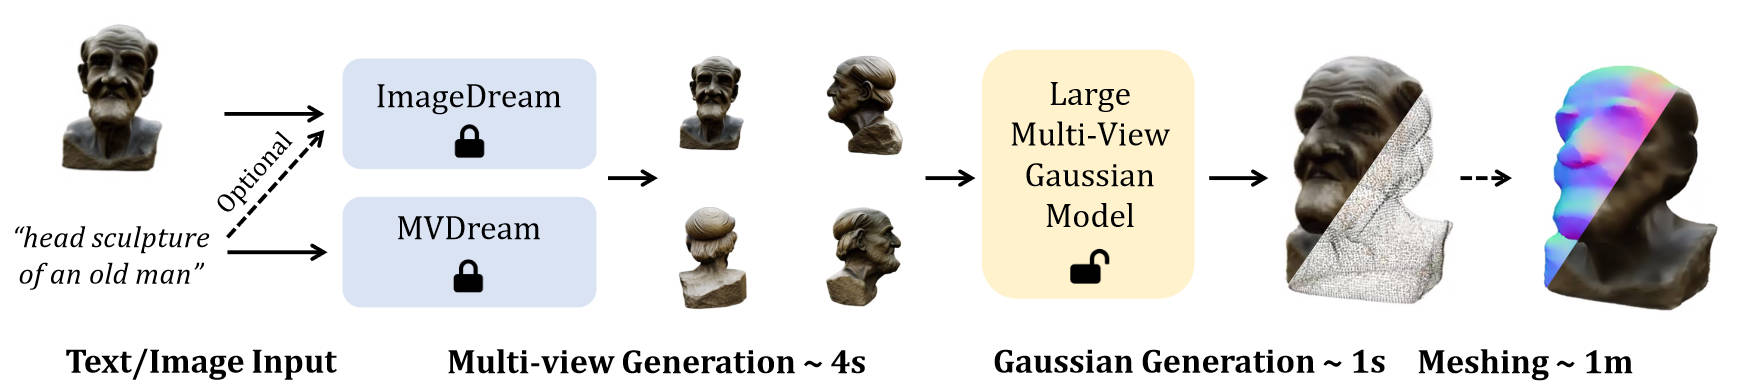 ImageDream
Optional
MVDream
“head sculpture
of an old man”
Large
Multi-View
Gaussian
Model
Text/Image Input
Multi-view Generation ~ 4s
Gaussian Generation ~ 1s
Meshing ~ 1m